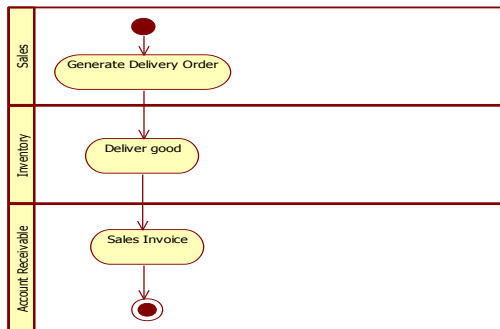 Sales
Generate Delivery Order
Inventory
Deliver good
Account Receivable
Sales Invoice